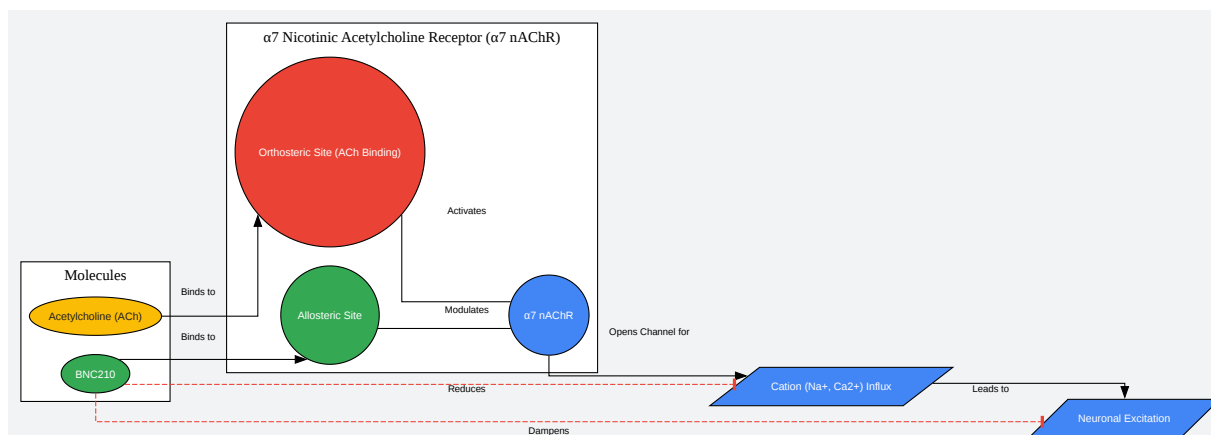 α7 Nicotinic Acetylcholine Receptor (α7 nAChR)
Orthosteric Site (ACh Binding)
Activates
Molecules
Binds to
Acetylcholine (ACh)
Allosteric Site
Modulates
α7 nAChR
Binds to
Opens Channel for
BNC210
Reduces
Cation (Na+, Ca2+) Influx
Leads to
Neuronal Excitation
Dampens